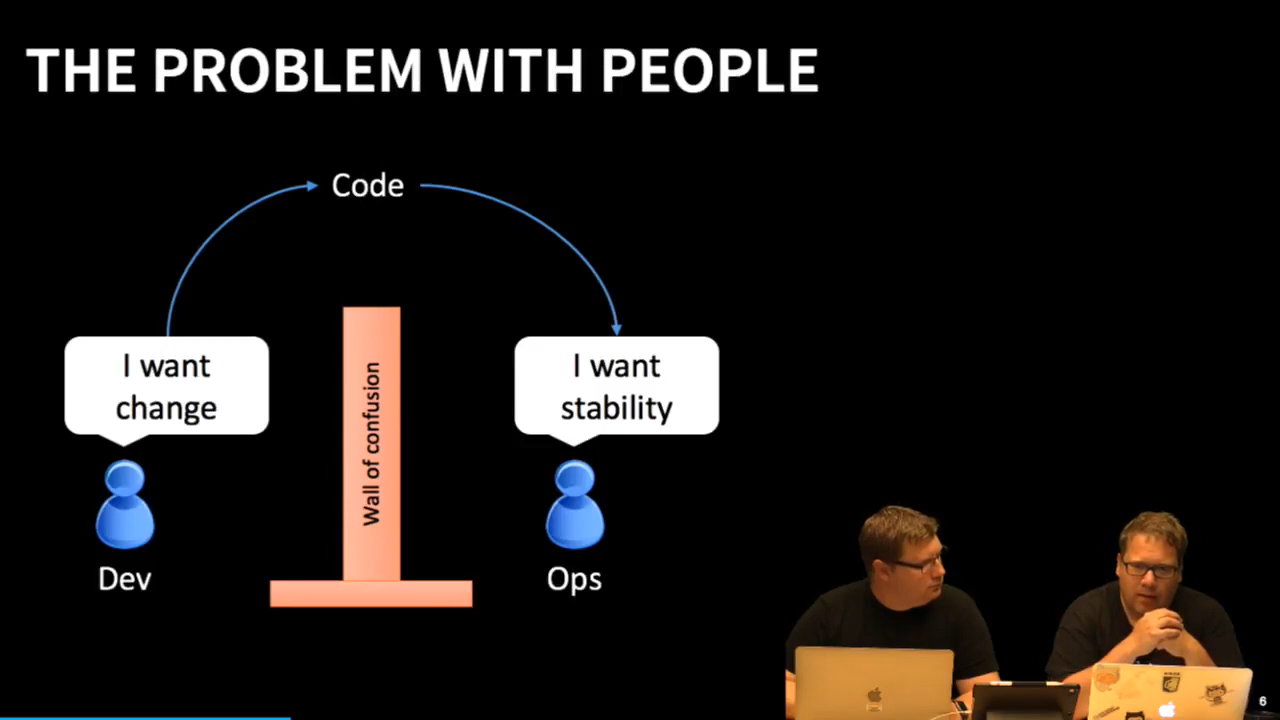 THE PROBLEM WITH PEOPLE
Code
I want
change
Wall of confusion
I want
stability
Dev
Ops
6